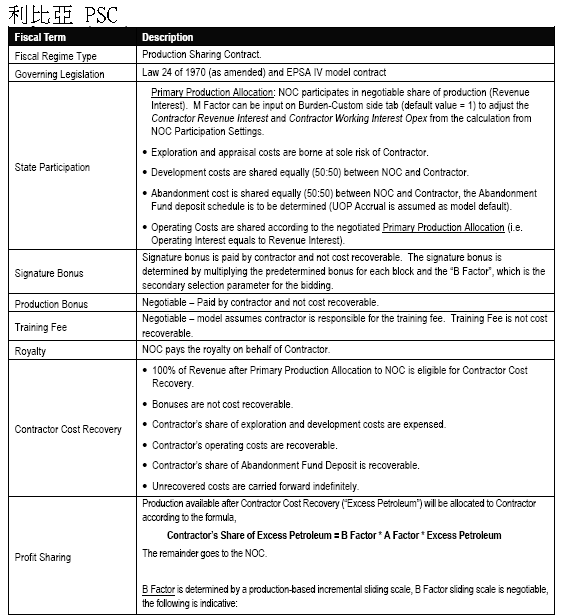 利比亞 PSC
Fiscal Term Description
Fiscal Regime Type Production Sharing Contract.
Governing Legislation Law 24 of 1970 (as amended) and EPSA IV model contract
State Participation
Primary Production Allocation: NOC participates in negotiable share of production (Revenue
Interest). M Factor can be input on Burden-Custom side tab (default value = 1) to adjust the
Contractor Revenue Interest and Contractor Working Interest Opex from the calculation from
NOC Participation Settings.
• Exploration and appraisal costs are borne at sole risk of Contractor.
• Development costs are shared equally (50:50) between NOC and Contractor.
• Abandonment cost is shared equally (50:50) between NOC and Contractor, the Abandonment
Fund deposit schedule is to be determined (UOP Accrual is assumed as model default).
• Operating Costs are shared according to the negotiated Primary Production Allocation (i.e.
Operating Interest equals to Revenue Interest).
Signature Bonus
Signature bonus is paid by contractor and not cost recoverable. The signature bonus is
determined by multiplying the predetermined bonus for each block and the “B Factor”, which is the
secondary selection parameter for the bidding.
Production Bonus Negotiable – Paid by contractor and not cost recoverable.
Training Fee
Negotiable – model assumes contractor is responsible for the training fee. Training Fee is not cost
recoverable.
Royalty NOC pays the royalty on behalf of Contractor.
Contractor Cost Recovery
• 100% of Revenue after Primary Production Allocation to NOC is eligible for Contractor Cost
Recovery.
• Bonuses are not cost recoverable.
• Contractor’s share of exploration and development costs are expensed.
• Contractor’s operating costs are recoverable.
• Contractor’s share of Abandonment Fund Deposit is recoverable.
• Unrecovered costs are carried forward indefinitely.
Profit Sharing
Production available after Contractor Cost Recovery (“Excess Petroleum”) will be allocated to Contractor
according to the formula,
Contractor’s Share of Excess Petroleum = B Factor * A Factor * Excess Petroleum
The remainder goes to the NOC.
B Factor is determined by a production-based incremental sliding scale, B Factor sliding scale is negotiable,
the following is indicative: